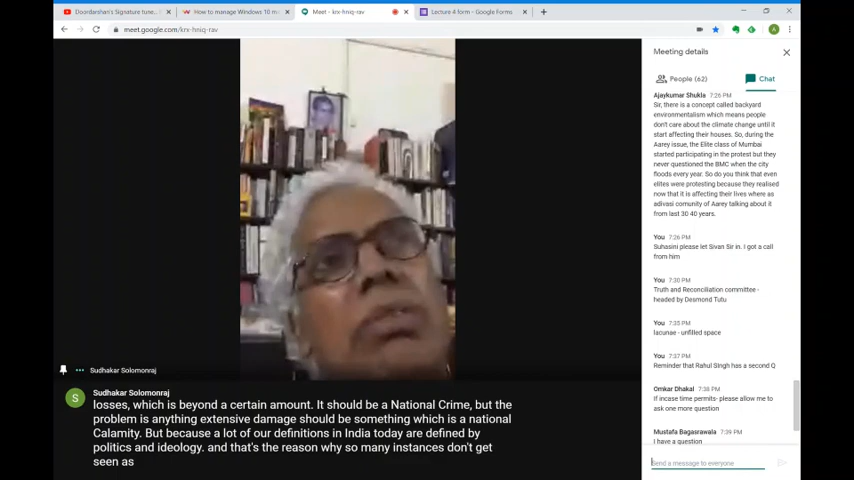 Doordarshan's Signature tune...
How to manage Windows 10 m
Meet - krx-hniq-rav
Lecture 4 form - Google Forms
meet.google.com/krx-hniq-rav
A
Meeting details
People (62)
Chat
Ajaykumar Shukla 7:26 PM
Sir, there is a concept called backyard
environmentalism which means people
don't care about the climate change until it
start affecting their houses. So, during the
Aarey issue, the Elite class of Mumbai
started participating in the protest but they
never questioned the BMC when the city
floods every year. So do you think that even
elites were protesting because they realised
now that it is affecting their lives where as
adivasi comunity of Aarey talking about it
from last 30 40 years.
You 7:26 PM
Suhasini please let Sivan Sir in. I got a call
from him
You 7:30 PM
Truth and Reconciliation committee -
headed by Desmond Tutu
You 7:35 PM
lacunae - unfilled space
You 7:37 PM
Reminder that Rahul Singh has a second Q
Omkar Dhakal 7:38 PM
If incase time permits- please allow me to
ask one more question
Mustafa Bagasrawala 7:39 PM
I have a question
Send a message to everyone
Sudhakar Solomonraj
S
Sudhakar Solomonraj
losses, which is beyond a certain amount. It should be a National Crime, but the
problem is anything extensive damage should be something which is a national
Calamity. But because a lot of our definitions in India today are defined by
politics and ideology. and that's the reason why so many instances don't get
seen as